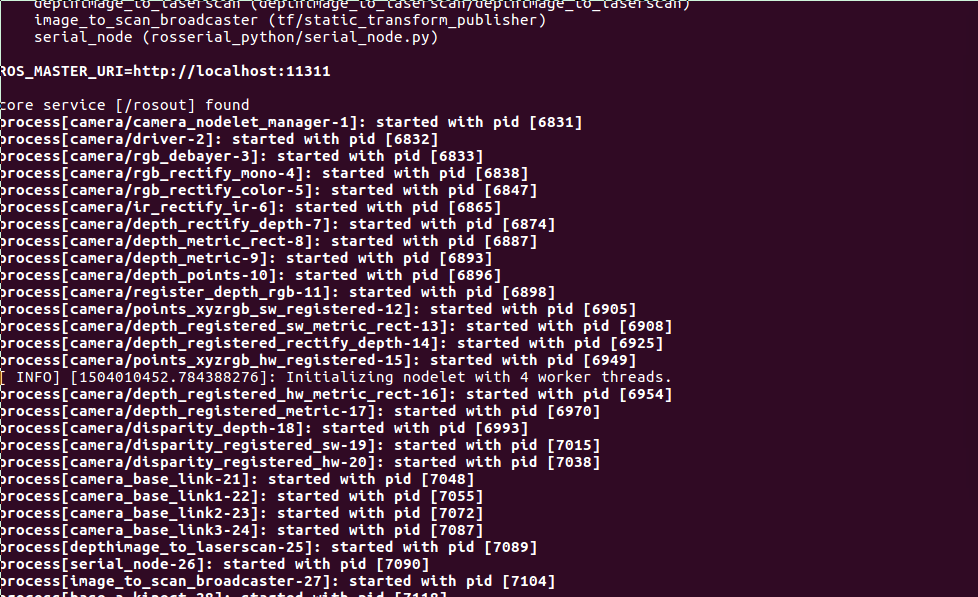 depthimage_to_laserscan (depthimage_to_laserscan/depthimage_to_laserscan)
image_to_scan_broadcaster (tf/static_transform_publisher)
serial_node (rosserial_python/serial_node.py)
ROS_MASTER_URI=http://localhost:11311
core service [/rosout] found
process[camera/camera_nodelet_manager-1]: started with pid [6831]
process[camera/driver-2]: started with pid [6832]
process[camera/rgb_debayer-3]: started with pid [6833]
process[camera/rgb_rectify_mono-4]: started with pid [6838]
process[camera/rgb_rectify_color-5]: started with pid [6847]
process[camera/ir_rectify_ir-6]: started with pid [6865]
process[camera/depth_rectify_depth-7]: started with pid [6874]
process[camera/depth_metric_rect-8]: started with pid [6887]
process[camera/depth_metric-9]: started with pid [6893]
process[camera/depth_points-10]: started with pid [6896]
process[camera/register_depth_rgb-11]: started with pid [6898]
process[camera/points_xyzrgb_sw_registered-12]: started with pid [6905]
process[camera/depth_registered_sw_metric_rect-13]: started with pid [6908]
process[camera/depth_registered_rectify_depth-14]: started with pid [6925]
process[camera/points_xyzrgb_hw_registered-15]: started with pid [6949]
[ INFO] [1504010452.784388276]: Initializing nodelet with 4 worker threads.
process[camera/depth_registered_hw_metric_rect-16]: started with pid [6954]
process[camera/depth_registered_metric-17]: started with pid [6970]
process[camera/disparity_depth-18]: started with pid [6993]
process[camera/disparity_registered_sw-19]: started with pid [7015]
process[camera/disparity_registered_hw-20]: started with pid [7038]
process[camera_base_link-21]: started with pid [7048]
process[camera_base_link1-22]: started with pid [7055]
process[camera_base_link2-23]: started with pid [7072]
process[camera_base_link3-24]: started with pid [7087]
process[depthimage_to_laserscan-25]: started with pid [7089]
process[serial_node-26]: started with pid [7090]
process[image_to_scan_broadcaster-27]: started with pid [7104]
process[base_a_kinect-28]: started with pid [7118]